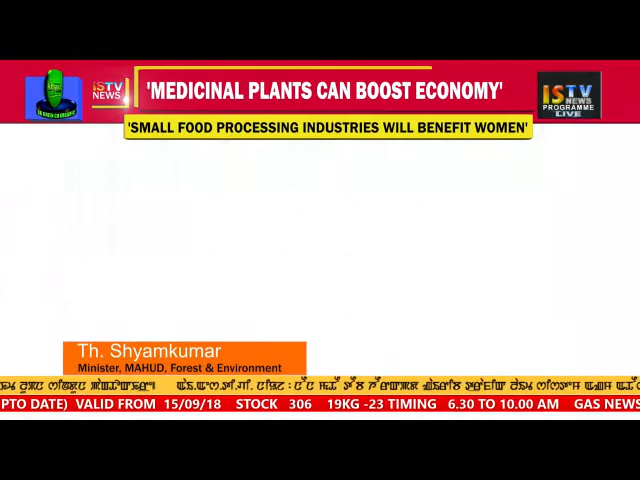 ISTV
NEWS
'MEDICINAL PLANTS CAN BOOST ECONOMY'
ISTV
NEWS
PROGRAMME
LIVE
'SMALL FOOD PROCESSING INDUSTRIES WILL BENEFIT WOMEN'
Th. Shyamkumar
Minister, MAHUD, Forest & Environment
PTO DATE) VALID FROM 15/09/18 STOCK 306 19KG -23 TIMING 6.30 TO 10.00 AM GAS NEWS